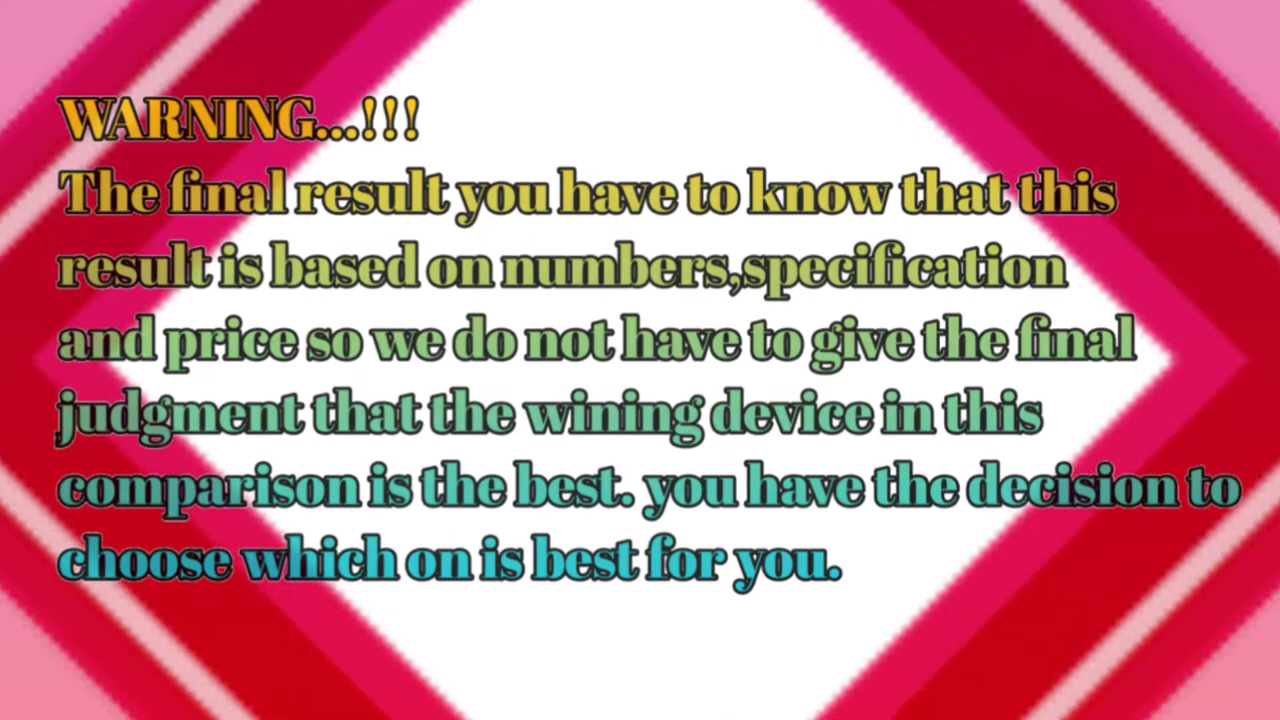 WARNING...!!!
The final result you have to know that this
result is based on numbers,specification
and price so we do not have to give the final
judgment that the wining device in this
comparison is the best. you have the decision to
choose which on is best for you.